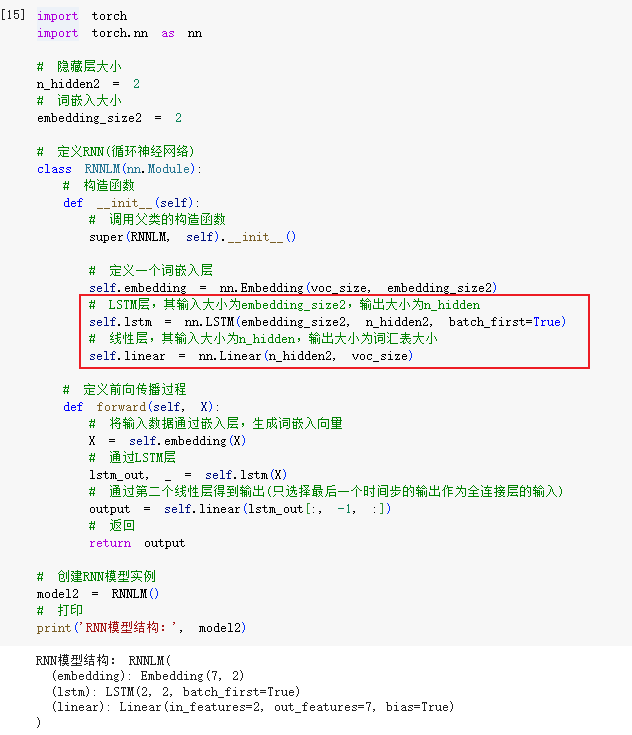 [15] import torch
import torch.nn as nn
# 隐藏层大小
n_hidden2 = 2
# 词嵌入大小
embedding_size2 = 2
# 定义RNN(循环神经网络)
class RNNLM(nn.Module):
# 构造函数
def __init__(self):
# 调用父类的构造函数
super(RNNLM, self).__init__()
# 定义一个词嵌入层
self.embedding = nn.Embedding(voc_size, embedding_size2)
# LSTM层，其输入大小为embedding_size2，输出大小为n_hidden
self.lstm = nn.LSTM(embedding_size2, n_hidden2, batch_first=True)
# 线性层，其输入大小为n_hidden，输出大小为词汇表大小
self.linear = nn.Linear(n_hidden2, voc_size)
# 定义前向传播过程
def forward(self, X):
# 将输入数据通过嵌入层，生成词嵌入向量
X = self.embedding(X)
# 通过LSTM层
lstm_out, _ = self.lstm(X)
# 通过第二个线性层得到输出(只选择最后一个时间步的输出作为全连接层的输入)
output = self.linear(lstm_out[:, -1, :])
# 返回
return output
# 创建RNN模型实例
model2 = RNNLM()
# 打印
print('RNN模型结构：', model2)
RNN模型结构： RNNLM(
(embedding): Embedding(7, 2)
(lstm): LSTM(2, 2, batch_first=True)
(linear): Linear(in_features=2, out_features=7, bias=True)
)